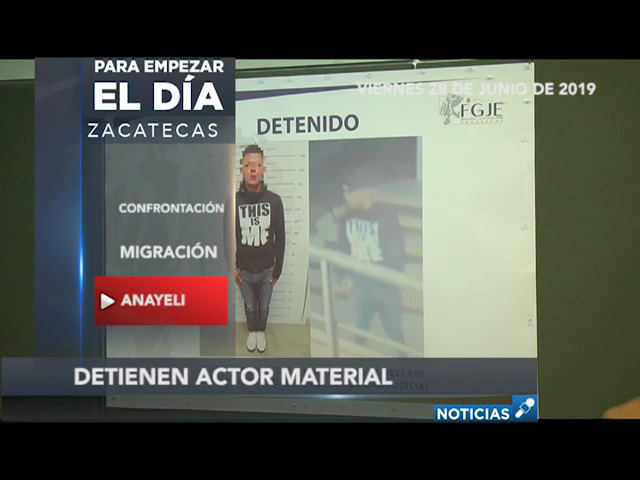 PARA EMPEZAR
EL DÍA
ZACATECAS
VIERNES 28 DE JUNIO DE 2019
FGJE
DETENIDO
THIS
IS
ME
CONFRONTACIÓN
MIGRACIÓN
ANAYELI
DETIENEN ACTOR MATERIAL
NOTICIAS